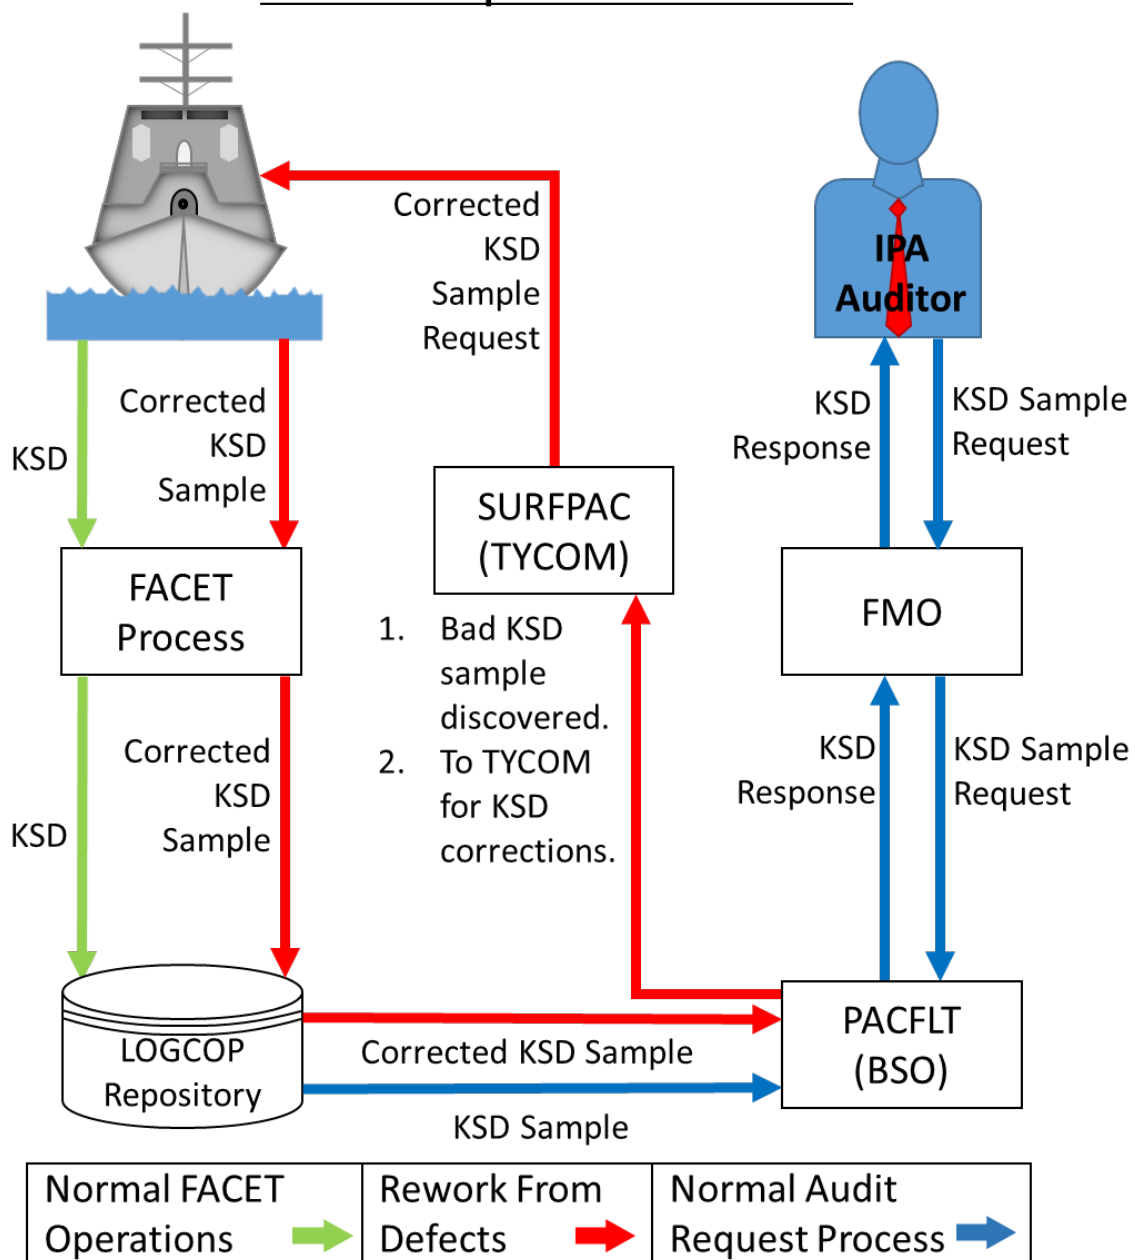 Corrected
KSD
Sample
Request
IPA
Auditor
KSD
Corrected
KSD
Sample
KSD
Response
KSD Sample
Request
FACET
Process
SURFPAC
(TYCOM)
FMO
1. Bad KSD
sample
discovered.
2. To TYCOM
for KSD
corrections.
KSD
Corrected
KSD
Sample
KSD
Response
KSD Sample
Request
LOGCOP
Repository
Corrected KSD Sample
KSD Sample
PACFLT
(BSO)
Normal FACET
Operations
Rework From
Defects
Normal Audit
Request Process